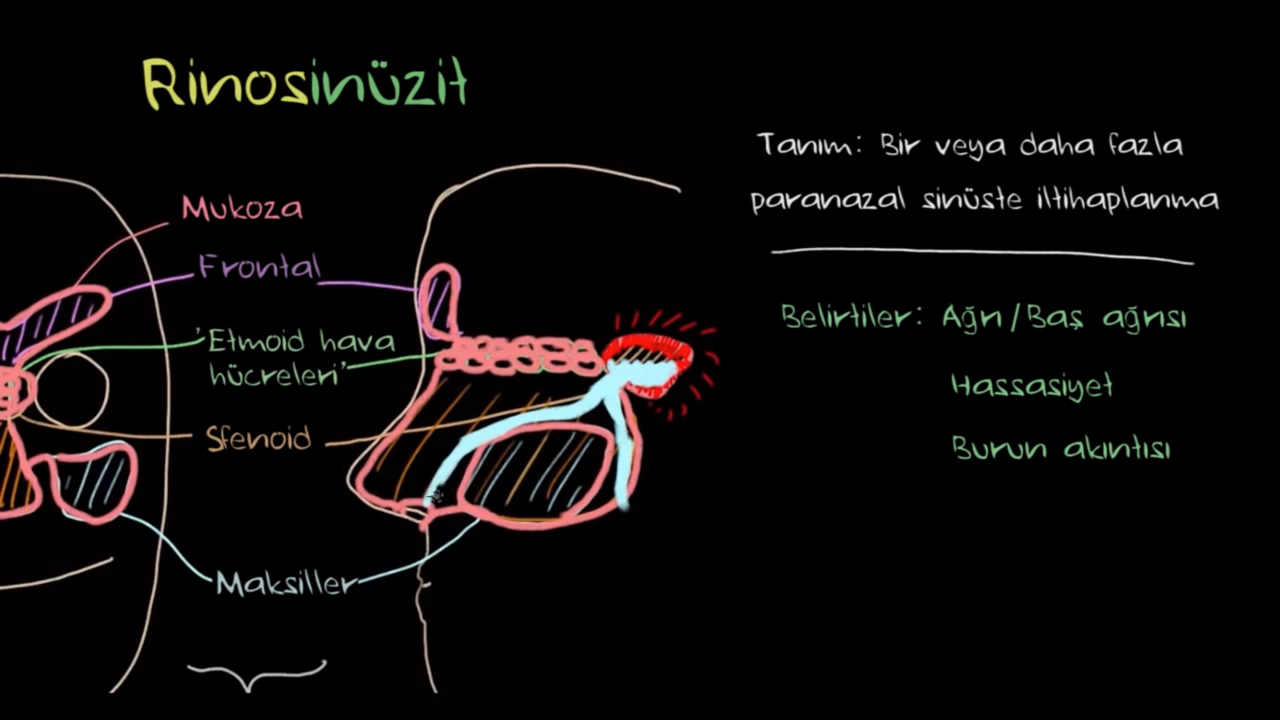 Rinosinüzit
Mukoza
Frontal
'Etmoid hava
hücreleri'
Sfenoid
Maksiller
Tanım: Bir veya daha fazla
paranazal sinüste iltihaplanma
Belirtiler: Ağrı/Baş ağrısı
Hassasiyet
Burun akıntısı